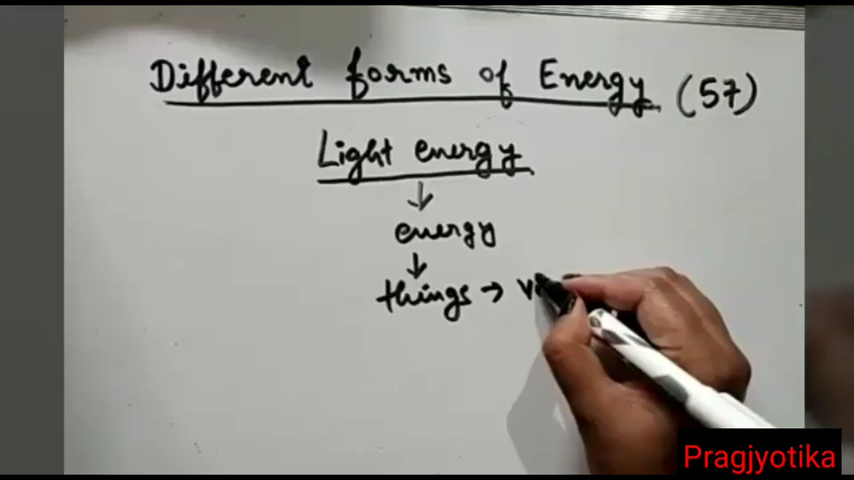 Different forms of Energy (57)
Light energy
↓
energy
↓
things →
Pragjyotika